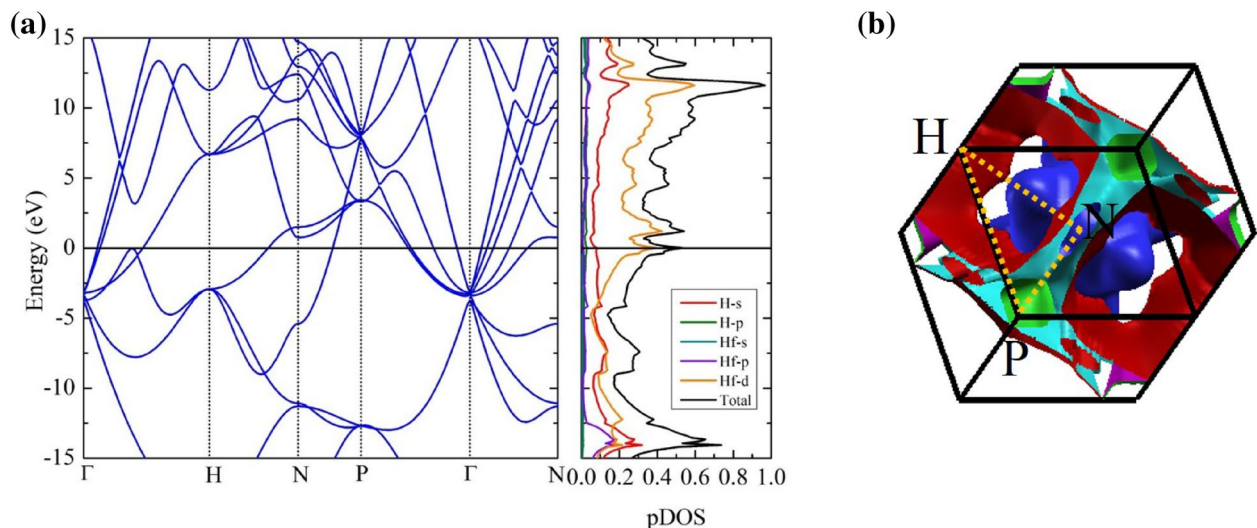 (a)
15
10
5
0
-5
-10
-15
Energy (eV)
Γ
H
N
P
Γ
N
H-s
H-p
Hf-s
Hf-p
Hf-d
Total
0.0 0.2 0.4 0.6 0.8 1.0
pDOS
(b)
H
N
P